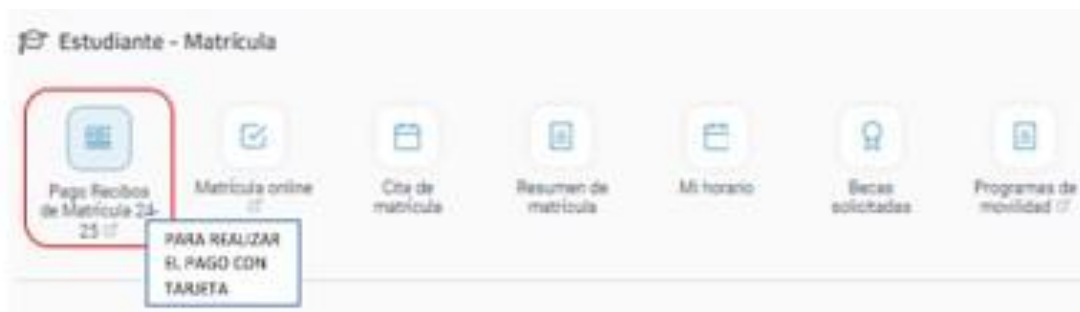 Estudiante - Matrícula
Pago Recibos
de Matrícula 24-
25
Matrícula online
Cita de
matrícula
Resumen de
matrícula
Mi horario
Becas
solicitadas
Programas de
movilidad
PARA REALIZAR
EL PAGO CON
TARJETA